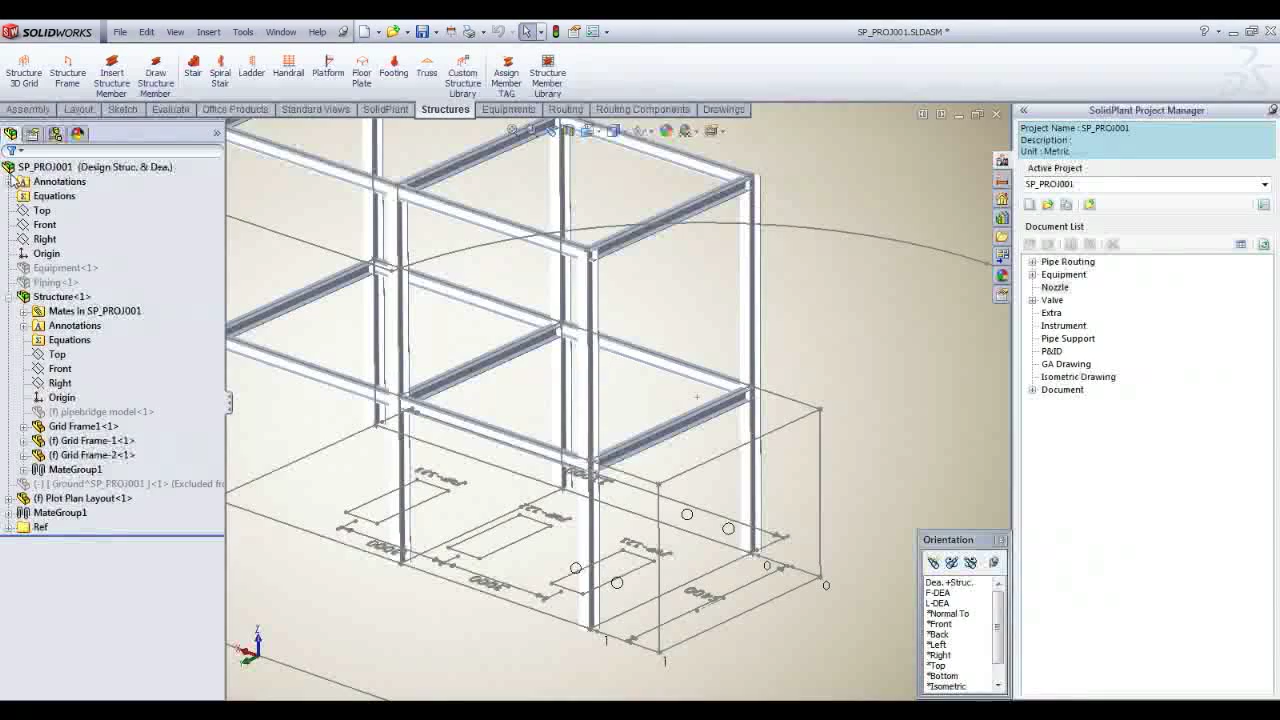 SOLIDWORKS File Edit View Insert Tools Window Help SP_PROJ001.SLDASM *
Structure 3D Grid
Structure Frame
Insert Structure Member
Draw Structure Member
Stair
Spiral Stair
Ladder
Handrail
Platform
Floor Plate
Footing
Truss
Custom Structure Library
Assign Member TAG
Structure Member Library
Assembly Layout Sketch Evaluate Office Products Standard Views SolidPlant Structures Equipments Routing Routing Components Drawings
SP_PROJ001 (Design Struc. & Dea.)
Annotations
Equations
Top
Front
Right
Origin
Equipment<1>
Piping<1>
Structure<1>
Mates in SP_PROJ001
Annotations
Equations
Top
Front
Right
Origin
(f) pipebridge model<1>
Grid Frame1<1>
(f) Grid Frame-1<1>
(f) Grid Frame-2<1>
MateGroup1
(-) [ Ground^SP_PROJ001 ]<1> (Excluded fr
(f) Plot Plan Layout<1>
MateGroup1
Ref
Z
1
1
Orientation
Dea. +Struc.
F-DEA
L-DEA
*Normal To
*Front
*Back
*Left
*Right
*Top
*Bottom
*Isometric
SolidPlant Project Manager
Project Name : SP_PROJ001
Description :
Unit : Metric
Active Project
SP_PROJ001
Document List
Pipe Routing
Equipment
Nozzle
Valve
Extra
Instrument
Pipe Support
P&ID
GA Drawing
Isometric Drawing
Document